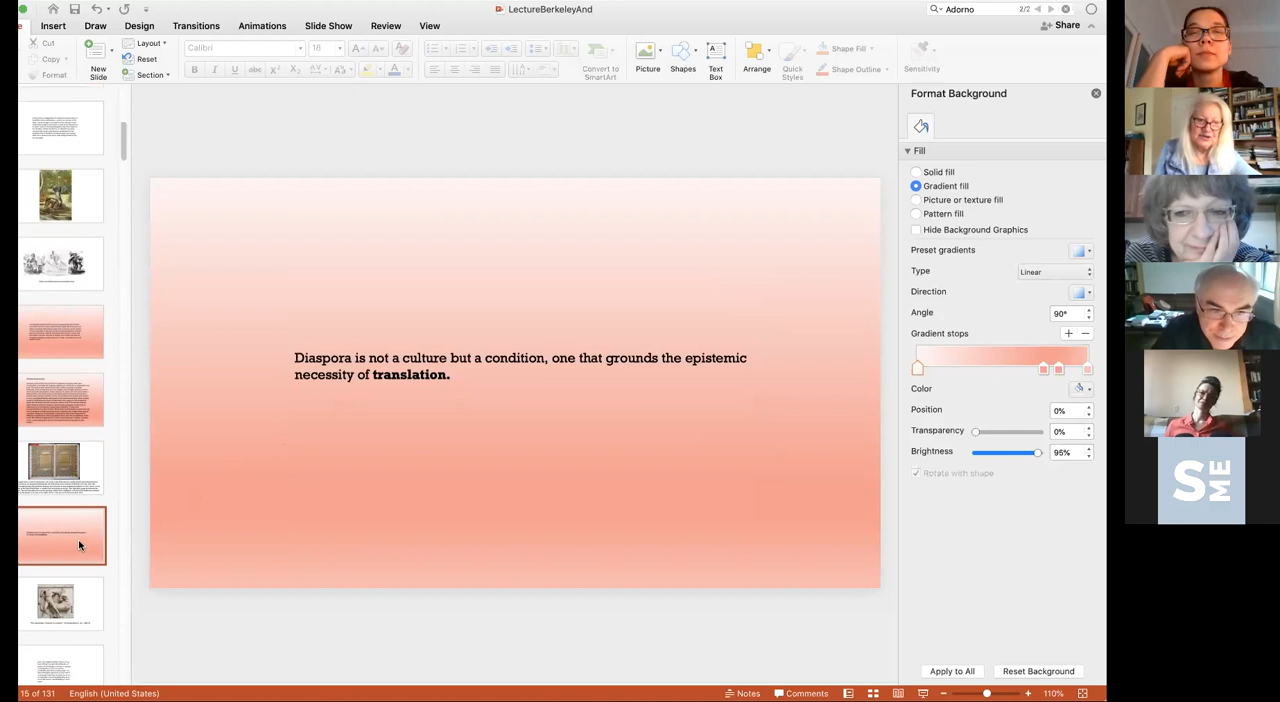 LectureBerkeleyAnd
Adorno 2/2
Insert Draw Design Transitions Animations Slide Show Review View Share
Cut
Copy
Format
New Slide
Layout
Reset
Section
Calibri 16
Convert to SmartArt
Picture Shapes Text Box Arrange Quick Styles
Shape Fill
Shape Outline
Sensitivity
Diaspora is not a culture but a condition, one that grounds the epistemic
necessity of translation.
Format Background
Fill
Solid fill
Gradient fill
Picture or texture fill
Pattern fill
Hide Background Graphics
Preset gradients
Type Linear
Direction
Angle 90°
Gradient stops
Color
Position 0%
Transparency 0%
Brightness 95%
Rotate with shape
Apply to All Reset Background
15 of 131 English (United States) Notes Comments 110%
SEM